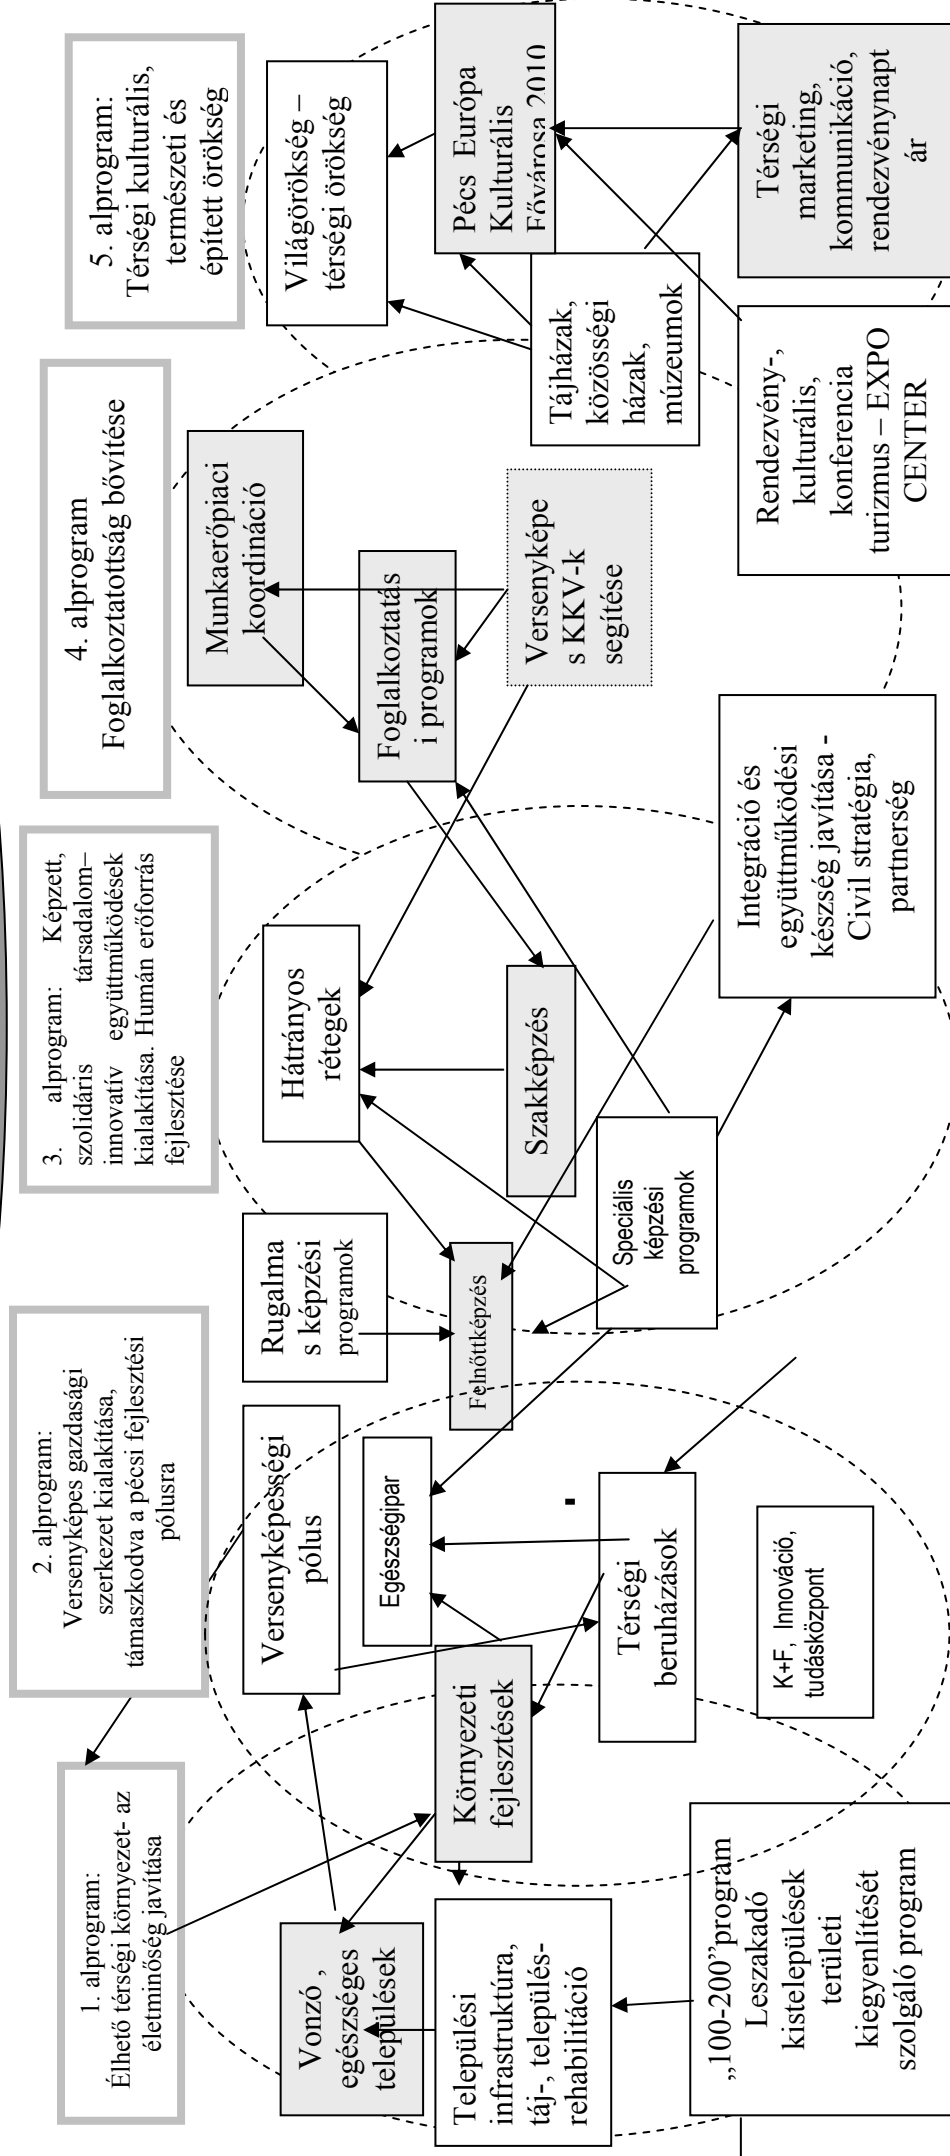 1. alprogram:
Élhető térségi környezet- az
életminőség javítása
2. alprogram:
Versenyképes gazdasági
szerkezet kialakítása,
támaszkodva a pécsi fejlesztési
pólusra
3. alprogram: Képzett,
szolidáris társadalom–
innovatív együttműködések
kialakítása. Humán erőforrás
fejlesztése
4. alprogram
Foglalkoztatottság bővítése
5. alprogram:
Térségi kulturális,
természeti és
épített örökség
Vonzó ,
egészséges
települések
Települési
infrastruktúra,
táj-, település-
rehabilitáció
„100-200”program
Leszakadó
kistelepülések
területi
kiegyenlítését
szolgáló program
Környezeti
fejlesztések
Versenyképességi
pólus
Egészségipar
Térségi
beruházások
K+F, Innováció,
tudásközpont
Rugalma
s képzési
programok
Felnőttképzés
Hátrányos
rétegek
Szakképzés
Speciális
képzési
programok
Integráció és
együttműködési
készség javítása -
Civil stratégia,
partnerség
Munkaerőpiaci
koordináció
Foglalkoztatás
i programok
Versenyképe
s KKV-k
segítése
Világörökség –
térségi örökség
Pécs Európa
Kulturális
Fővárosa 2010
Tájházak,
közösségi
házak,
múzeumok
Rendezvény-,
kulturális,
konferencia
turizmus – EXPO
CENTER
Térségi
marketing,
kommunikáció,
rendezvénynapt
ár